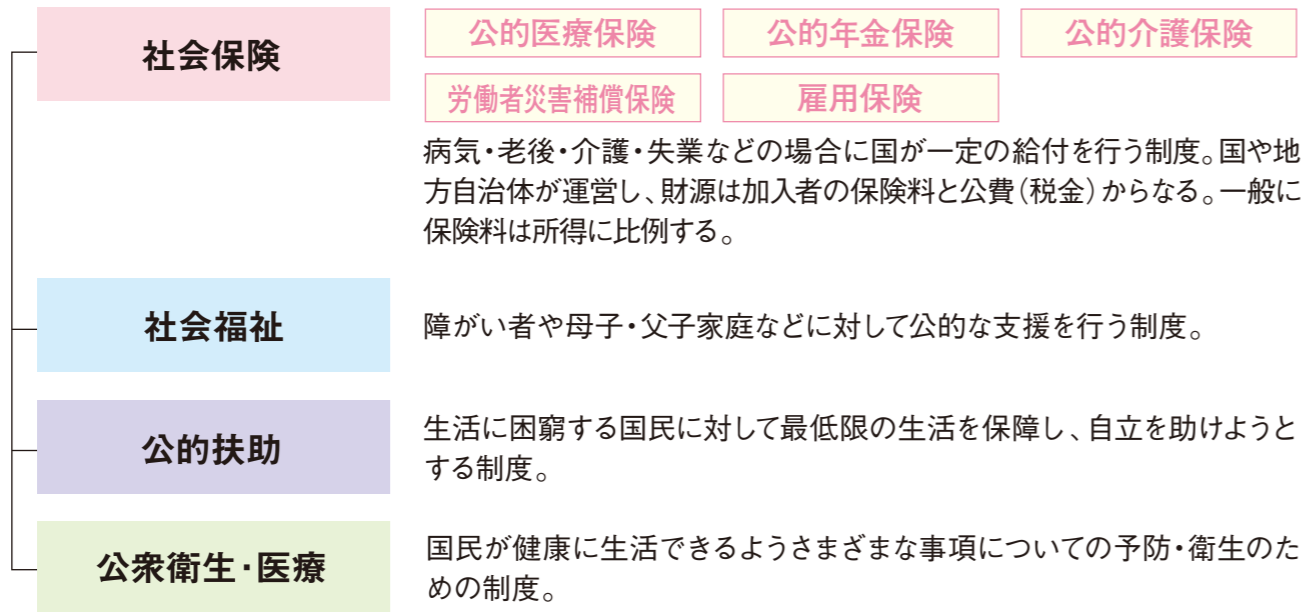 社会保険
公的医療保険
公的年金保険
公的介護保険
労働者災害補償保険
雇用保険
病気・老後・介護・失業などの場合に国が一定の給付を行う制度。国や地
方自治体が運営し、財源は加入者の保険料と公費(税金)からなる。一般に
保険料は所得に比例する。
社会福祉
障がい者や母子・父子家庭などに対して公的な支援を行う制度。
公的扶助
生活に困窮する国民に対して最低限の生活を保障し、自立を助けようと
する制度。
公衆衛生・医療
国民が健康に生活できるようさまざまな事項についての予防・衛生のた
めの制度。